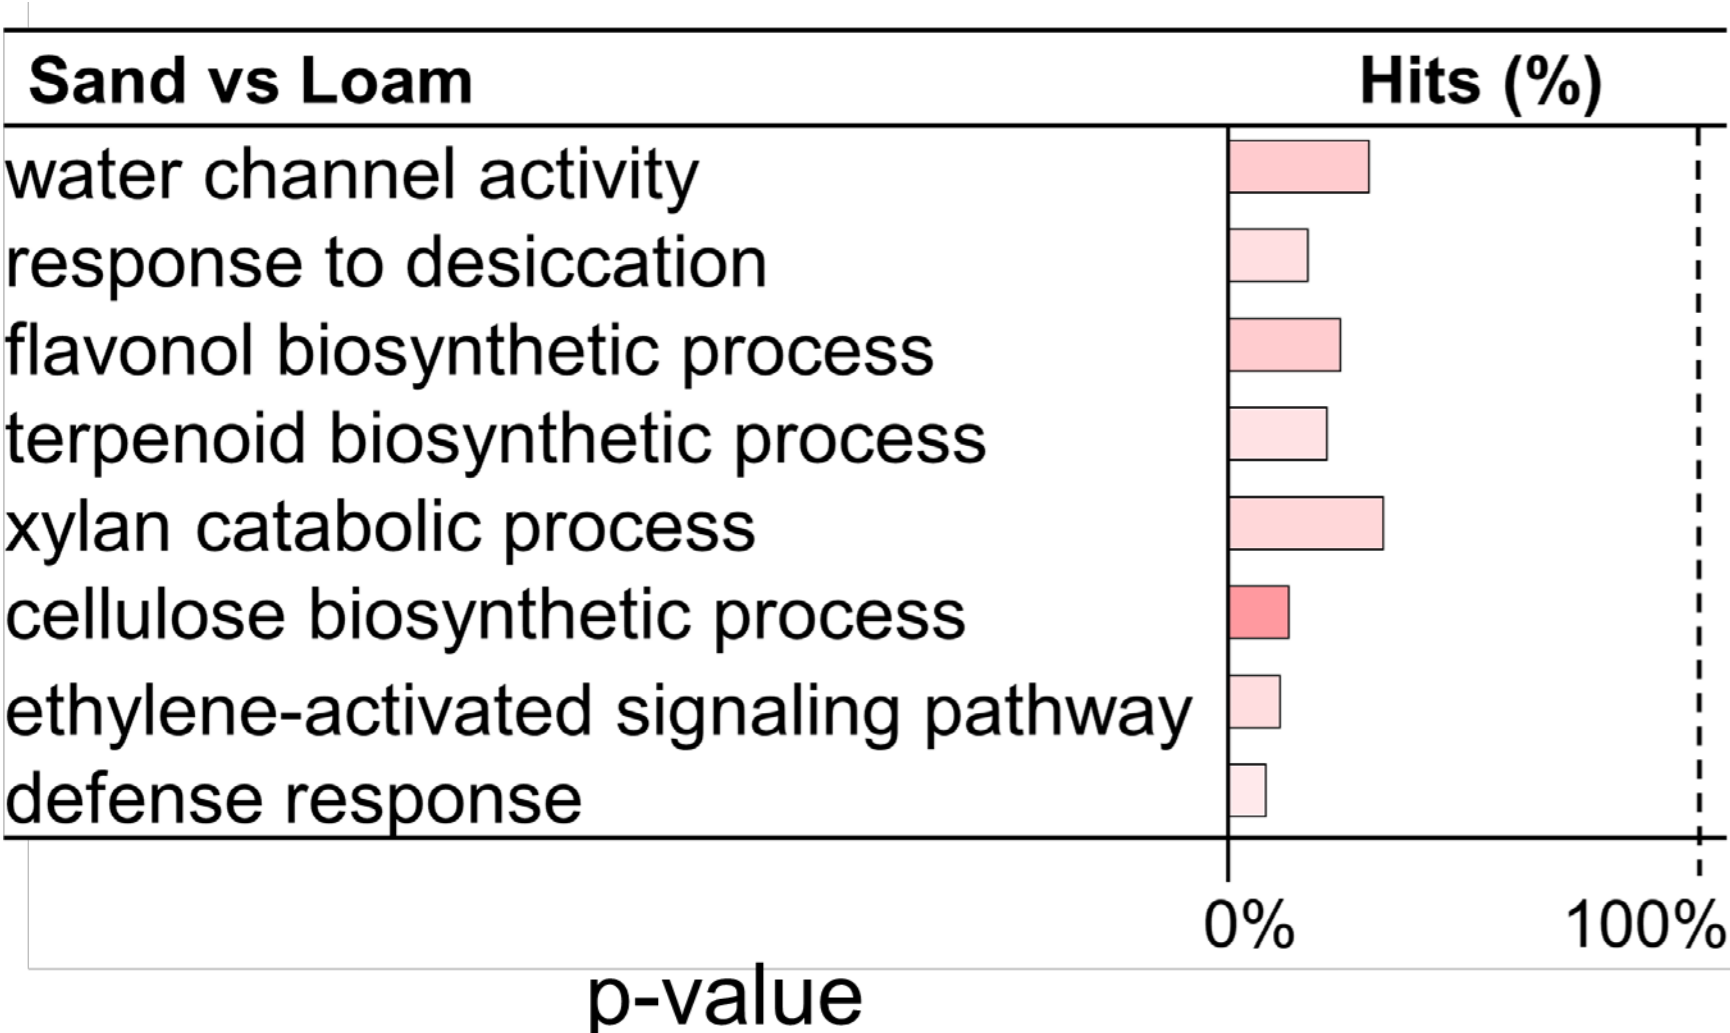 Sand vs Loam Hits (%)
water channel activity
response to desiccation
flavonol biosynthetic process
terpenoid biosynthetic process
xylan catabolic process
cellulose biosynthetic process
ethylene-activated signaling pathway
defense response
0% 100%
p-value